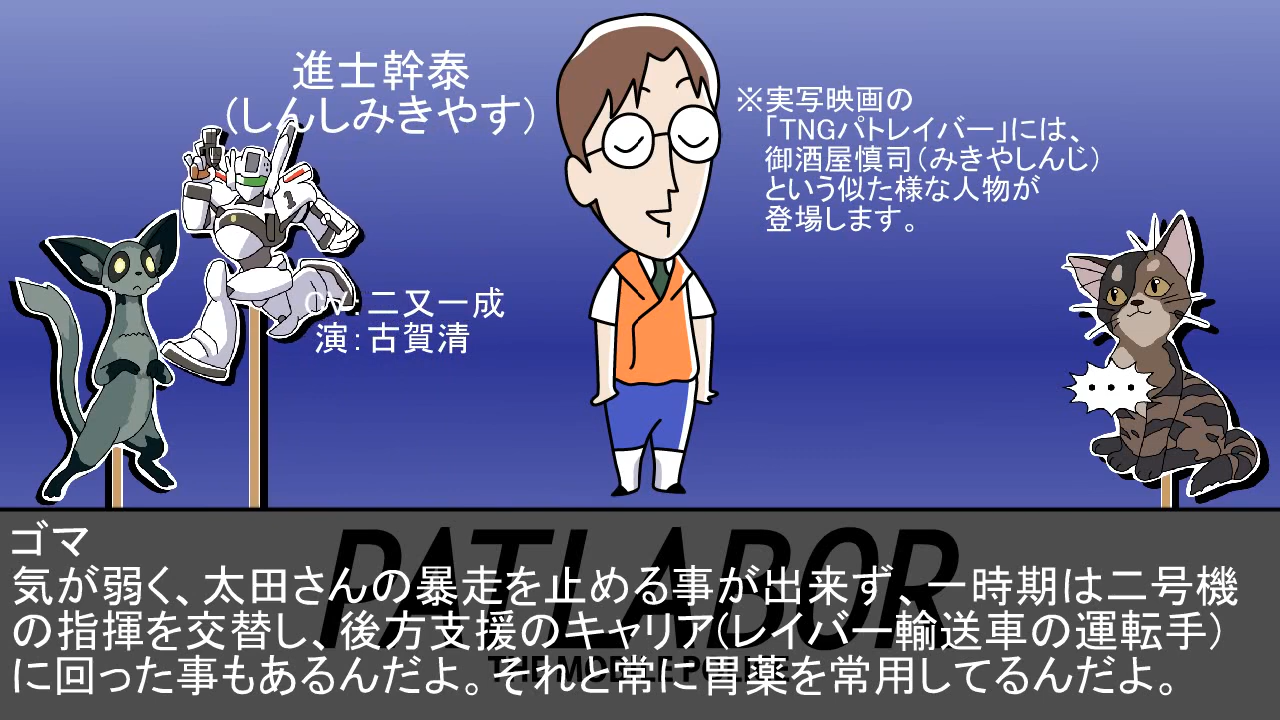 進士幹泰
(しんしみきやす)
※実写映画の
「TNGパトレイバー」には、
御酒屋慎司(みきやしんじ)
という似た様な人物が
登場します。
CV:二又一成
演:古賀清
・・・
PATLABOR
THE MOBILE POLICE
ゴマ
気が弱く、太田さんの暴走を止める事が出来ず、一時期は二号機
の指揮を交替し、後方支援のキャリア(レイバー輸送車の運転手)
に回った事もあるんだよ。それと常に胃薬を常用してるんだよ。